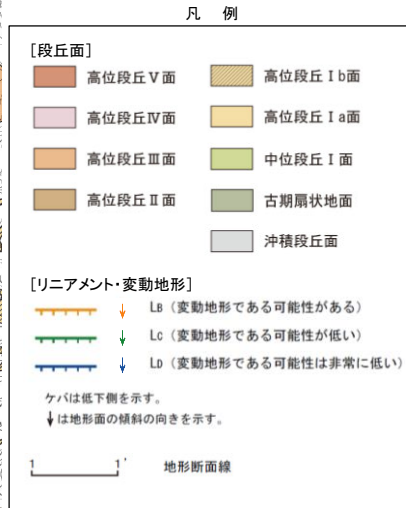 凡 例
[段丘面]
高位段丘Ⅴ面
高位段丘Ⅳ面
高位段丘Ⅲ面
高位段丘Ⅱ面
高位段丘Ⅰb面
高位段丘Ⅰa面
中位段丘Ⅰ面
古期扇状地面
沖積段丘面
[リニアメント・変動地形]
LB (変動地形である可能性がある)
LC (変動地形である可能性が低い)
LD (変動地形である可能性は非常に低い)
ケバは低下側を示す。
↓は地形面の傾斜の向きを示す。
1 1' 地形断面線